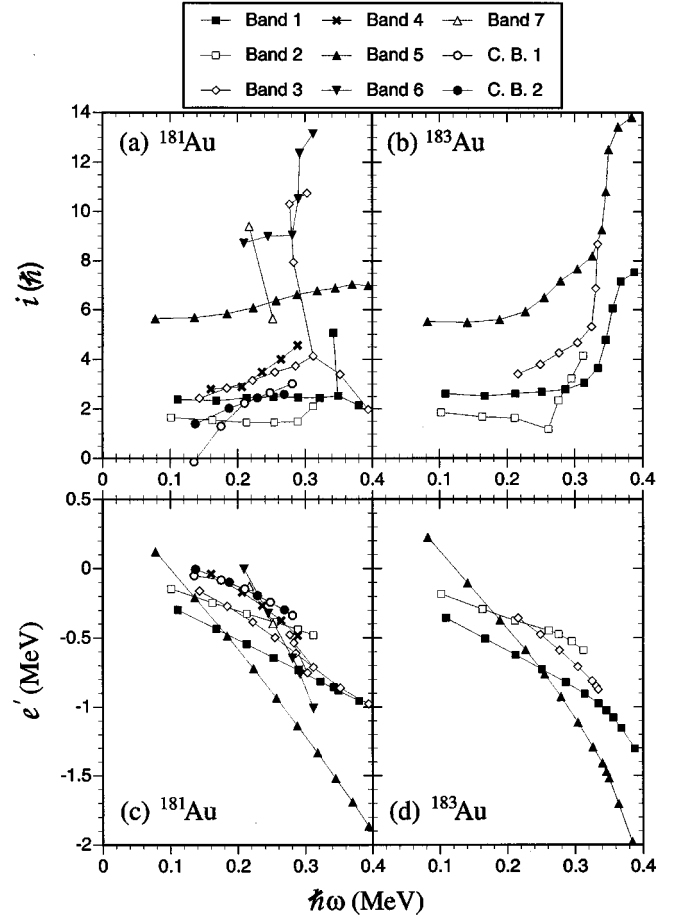 Band 1 Band 4 Band 7
Band 2 Band 5 C. B. 1
Band 3 Band 6 C. B. 2
14
12
10
8
6
4
2
0
i (ℏ)
(a) ¹⁸¹Au
(b) ¹⁸³Au
0 0.1 0.2 0.3 0.4 0.1 0.2 0.3 0.4
0.5
0
-0.5
-1
-1.5
-2
e′ (MeV)
(c) ¹⁸¹Au
(d) ¹⁸³Au
0 0.1 0.2 0.3 0.4 0.1 0.2 0.3 0.4
ℏω (MeV)